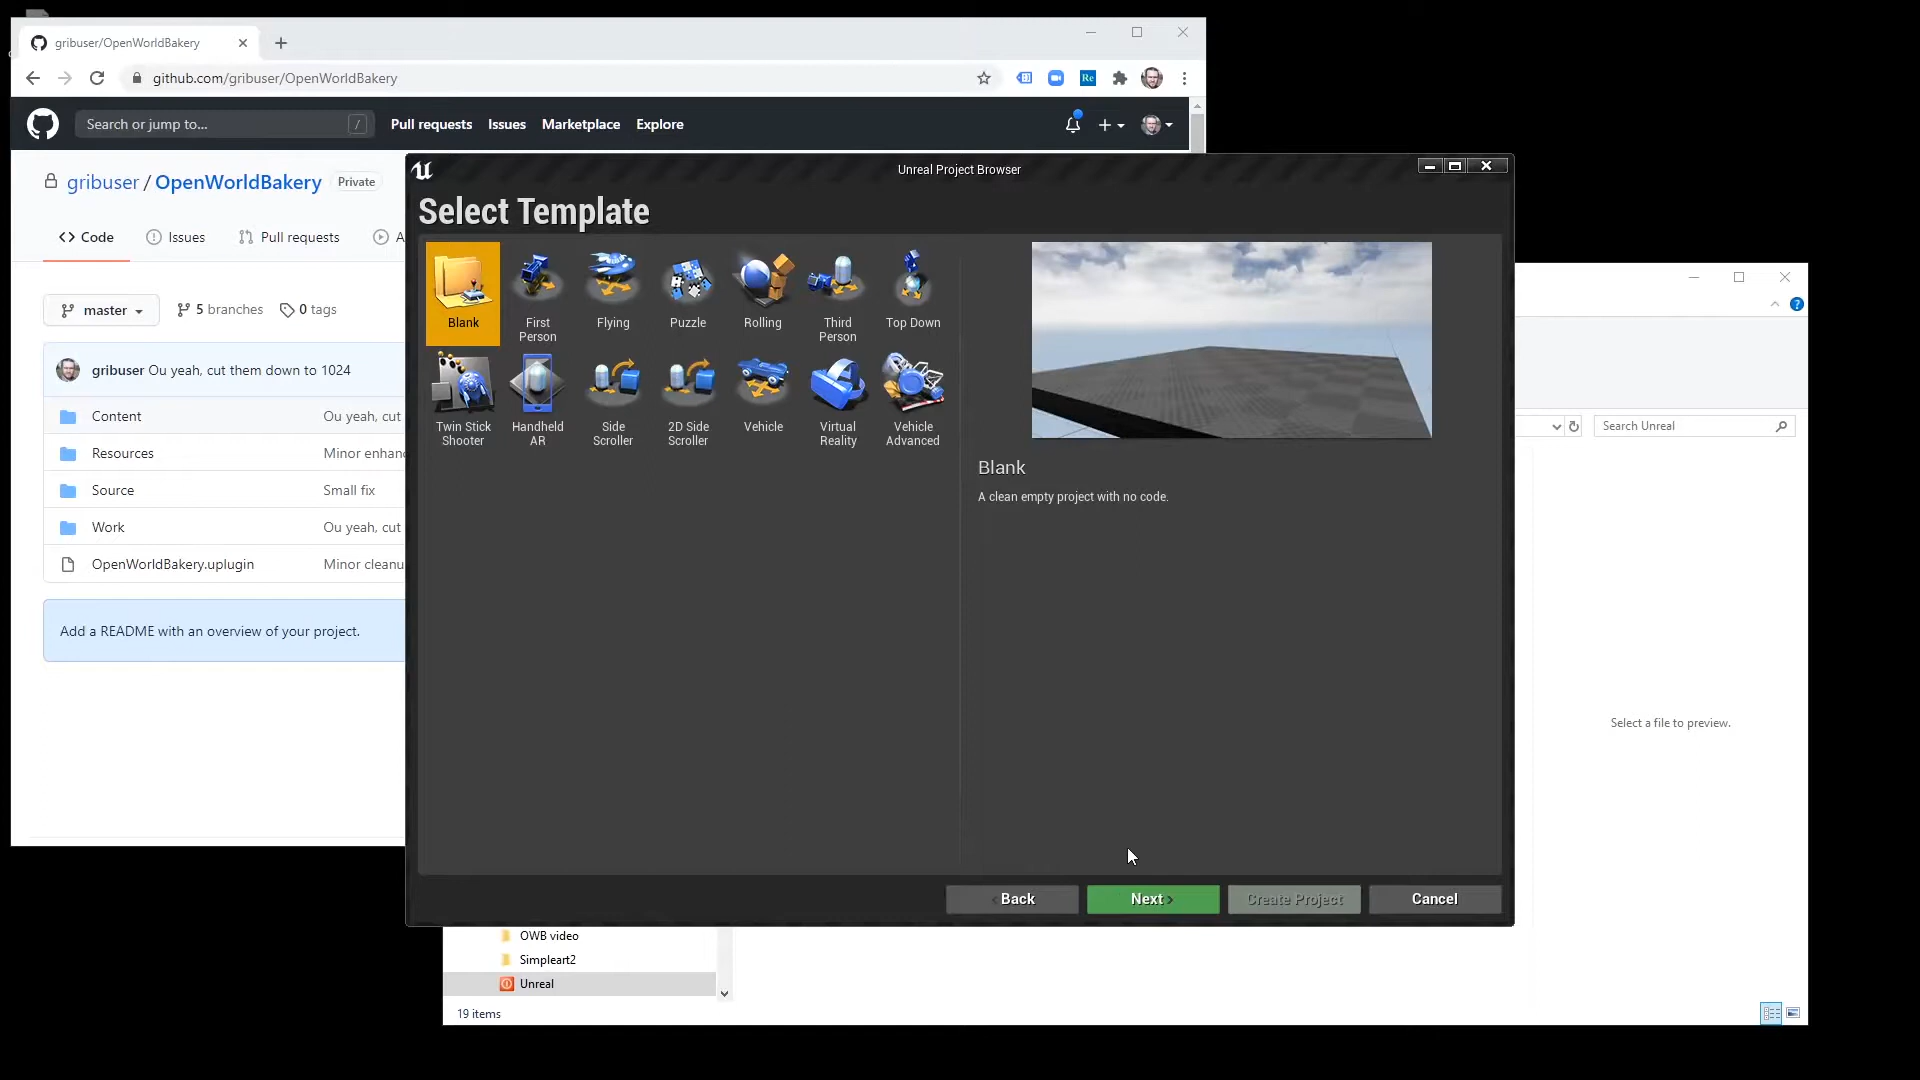 gribuser/OpenWorldBakery
github.com/gribuser/OpenWorldBakery
Re
Search or jump to...
/
Pull requests
Issues
Marketplace
Explore
gribuser / OpenWorldBakery
Private
Code
Issues
Pull requests
A
master
5 branches
0 tags
gribuser Ou yeah, cut them down to 1024
Content
Ou yeah, cut
Resources
Minor enhanc
Source
Small fix
Work
Ou yeah, cut
OpenWorldBakery.uplugin
Minor cleanu
Add a README with an overview of your project.
Unreal Project Browser
Select Template
Blank
First
Person
Flying
Puzzle
Rolling
Third
Person
Top Down
Twin Stick
Shooter
Handheld
AR
Side
Scroller
2D Side
Scroller
Vehicle
Virtual
Reality
Vehicle
Advanced
Blank
A clean empty project with no code.
< Back
Next >
Create Project
Cancel
Search Unreal
Select a file to preview.
OWB video
Simpleart2
Unreal
19 items